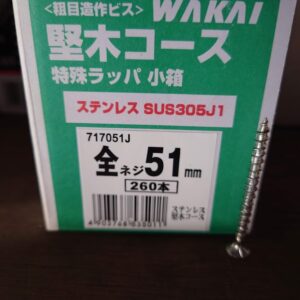 <粗目造作ビス> WAKAI
堅木コース
特殊ラッパ 小箱
ステンレス SUS305J1
717051J
全ネジ51mm
260本
ステンレス
堅木コース